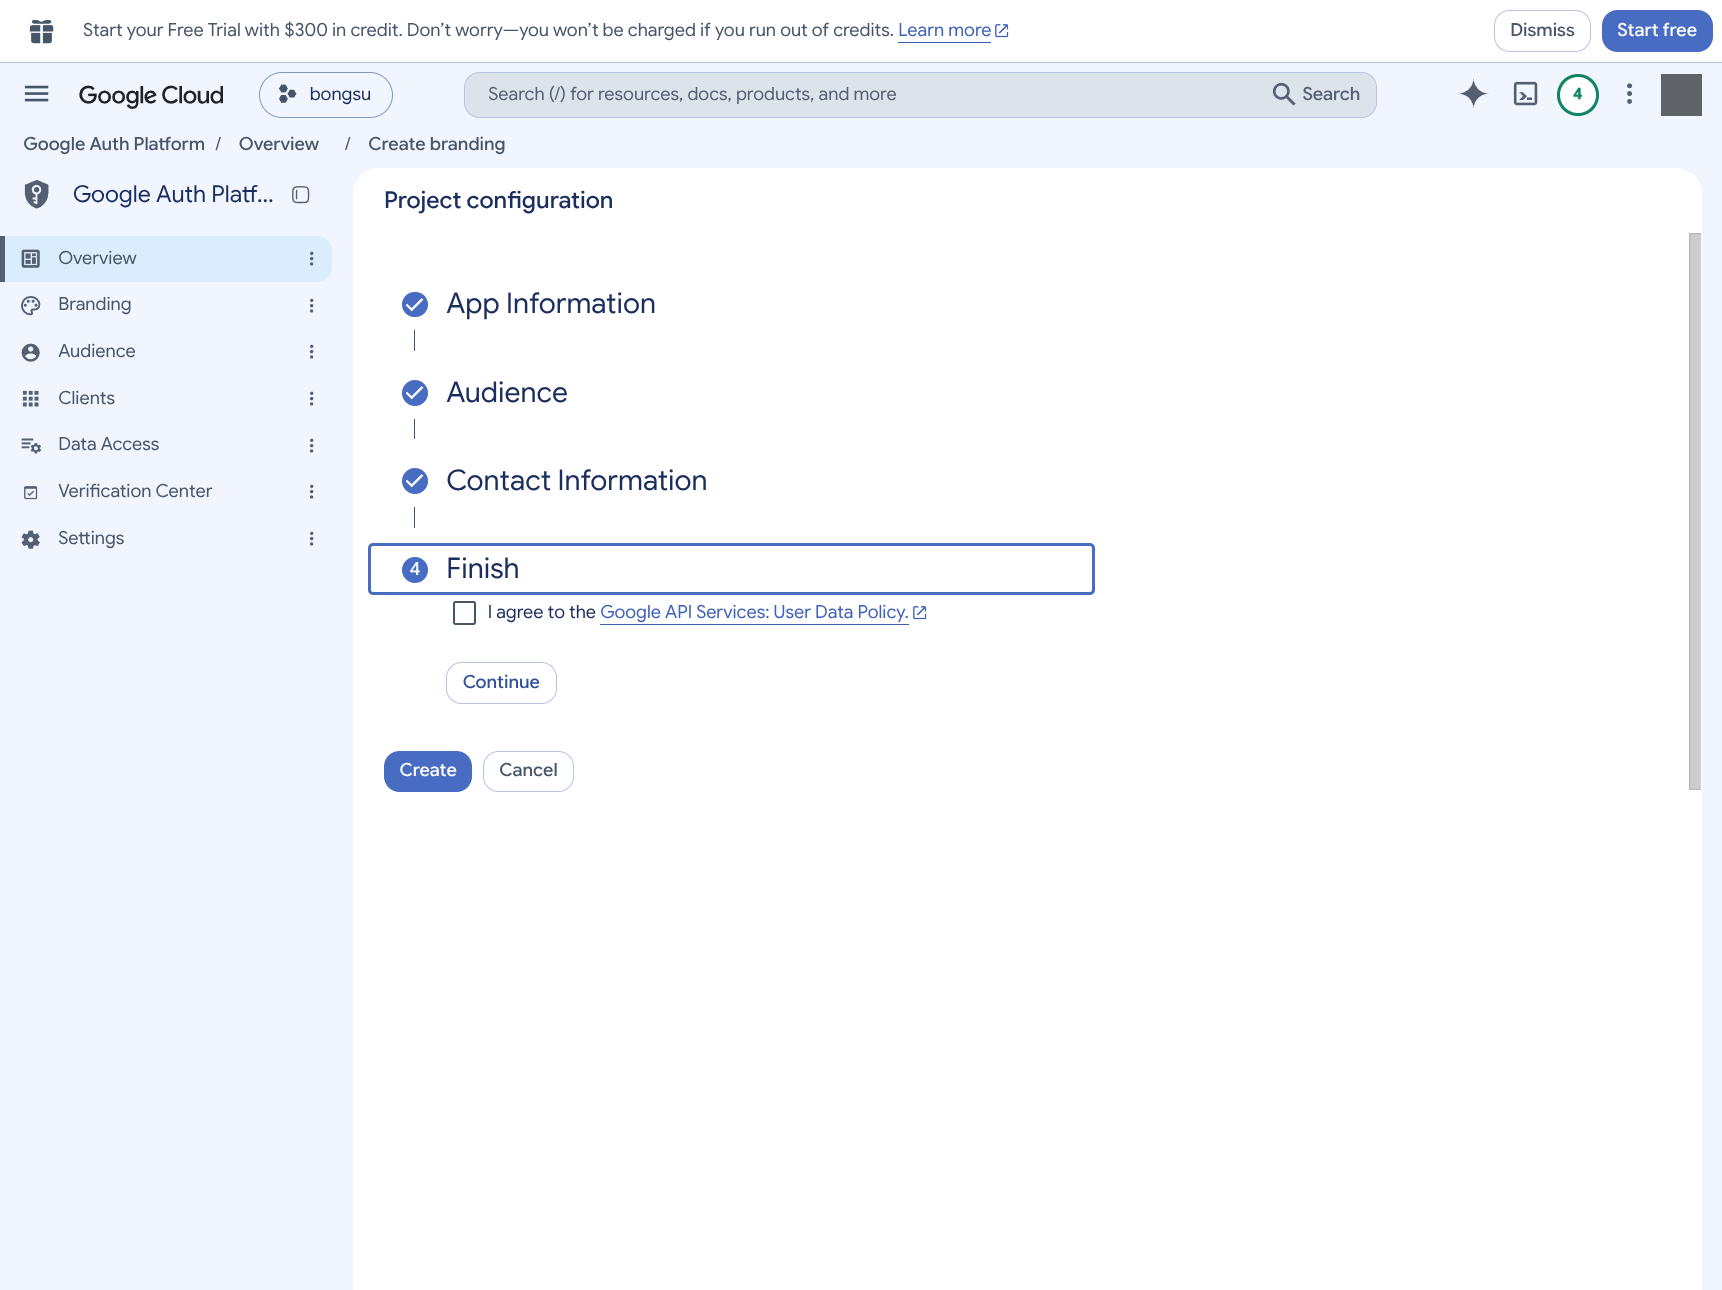 Start your Free Trial with $300 in credit. Don't worry—you won't be charged if you run out of credits. Learn more
Dismiss
Start free
Google Cloud
bongsu
Search (/) for resources, docs, products, and more
Search
4
Google Auth Platform / Overview / Create branding
Google Auth Platf...
Overview
Branding
Audience
Clients
Data Access
Verification Center
Settings
Project configuration
App Information
Audience
Contact Information
4 Finish
I agree to the Google API Services: User Data Policy.
Continue
Create
Cancel